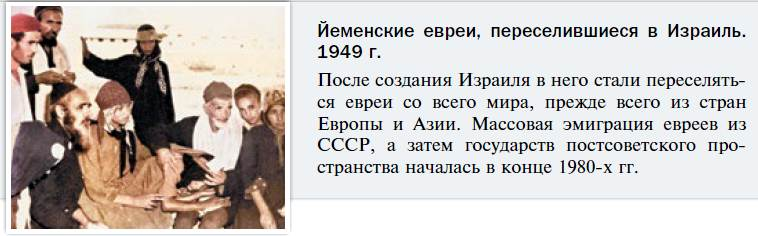 Йеменские евреи, переселившиеся в Израиль.
1949 г.
После создания Израиля в него стали переселять-
ся евреи со всего мира, прежде всего из стран
Европы и Азии. Массовая эмиграция евреев из
СССР, а затем государств постсоветского про-
странства началась в конце 1980-х гг.